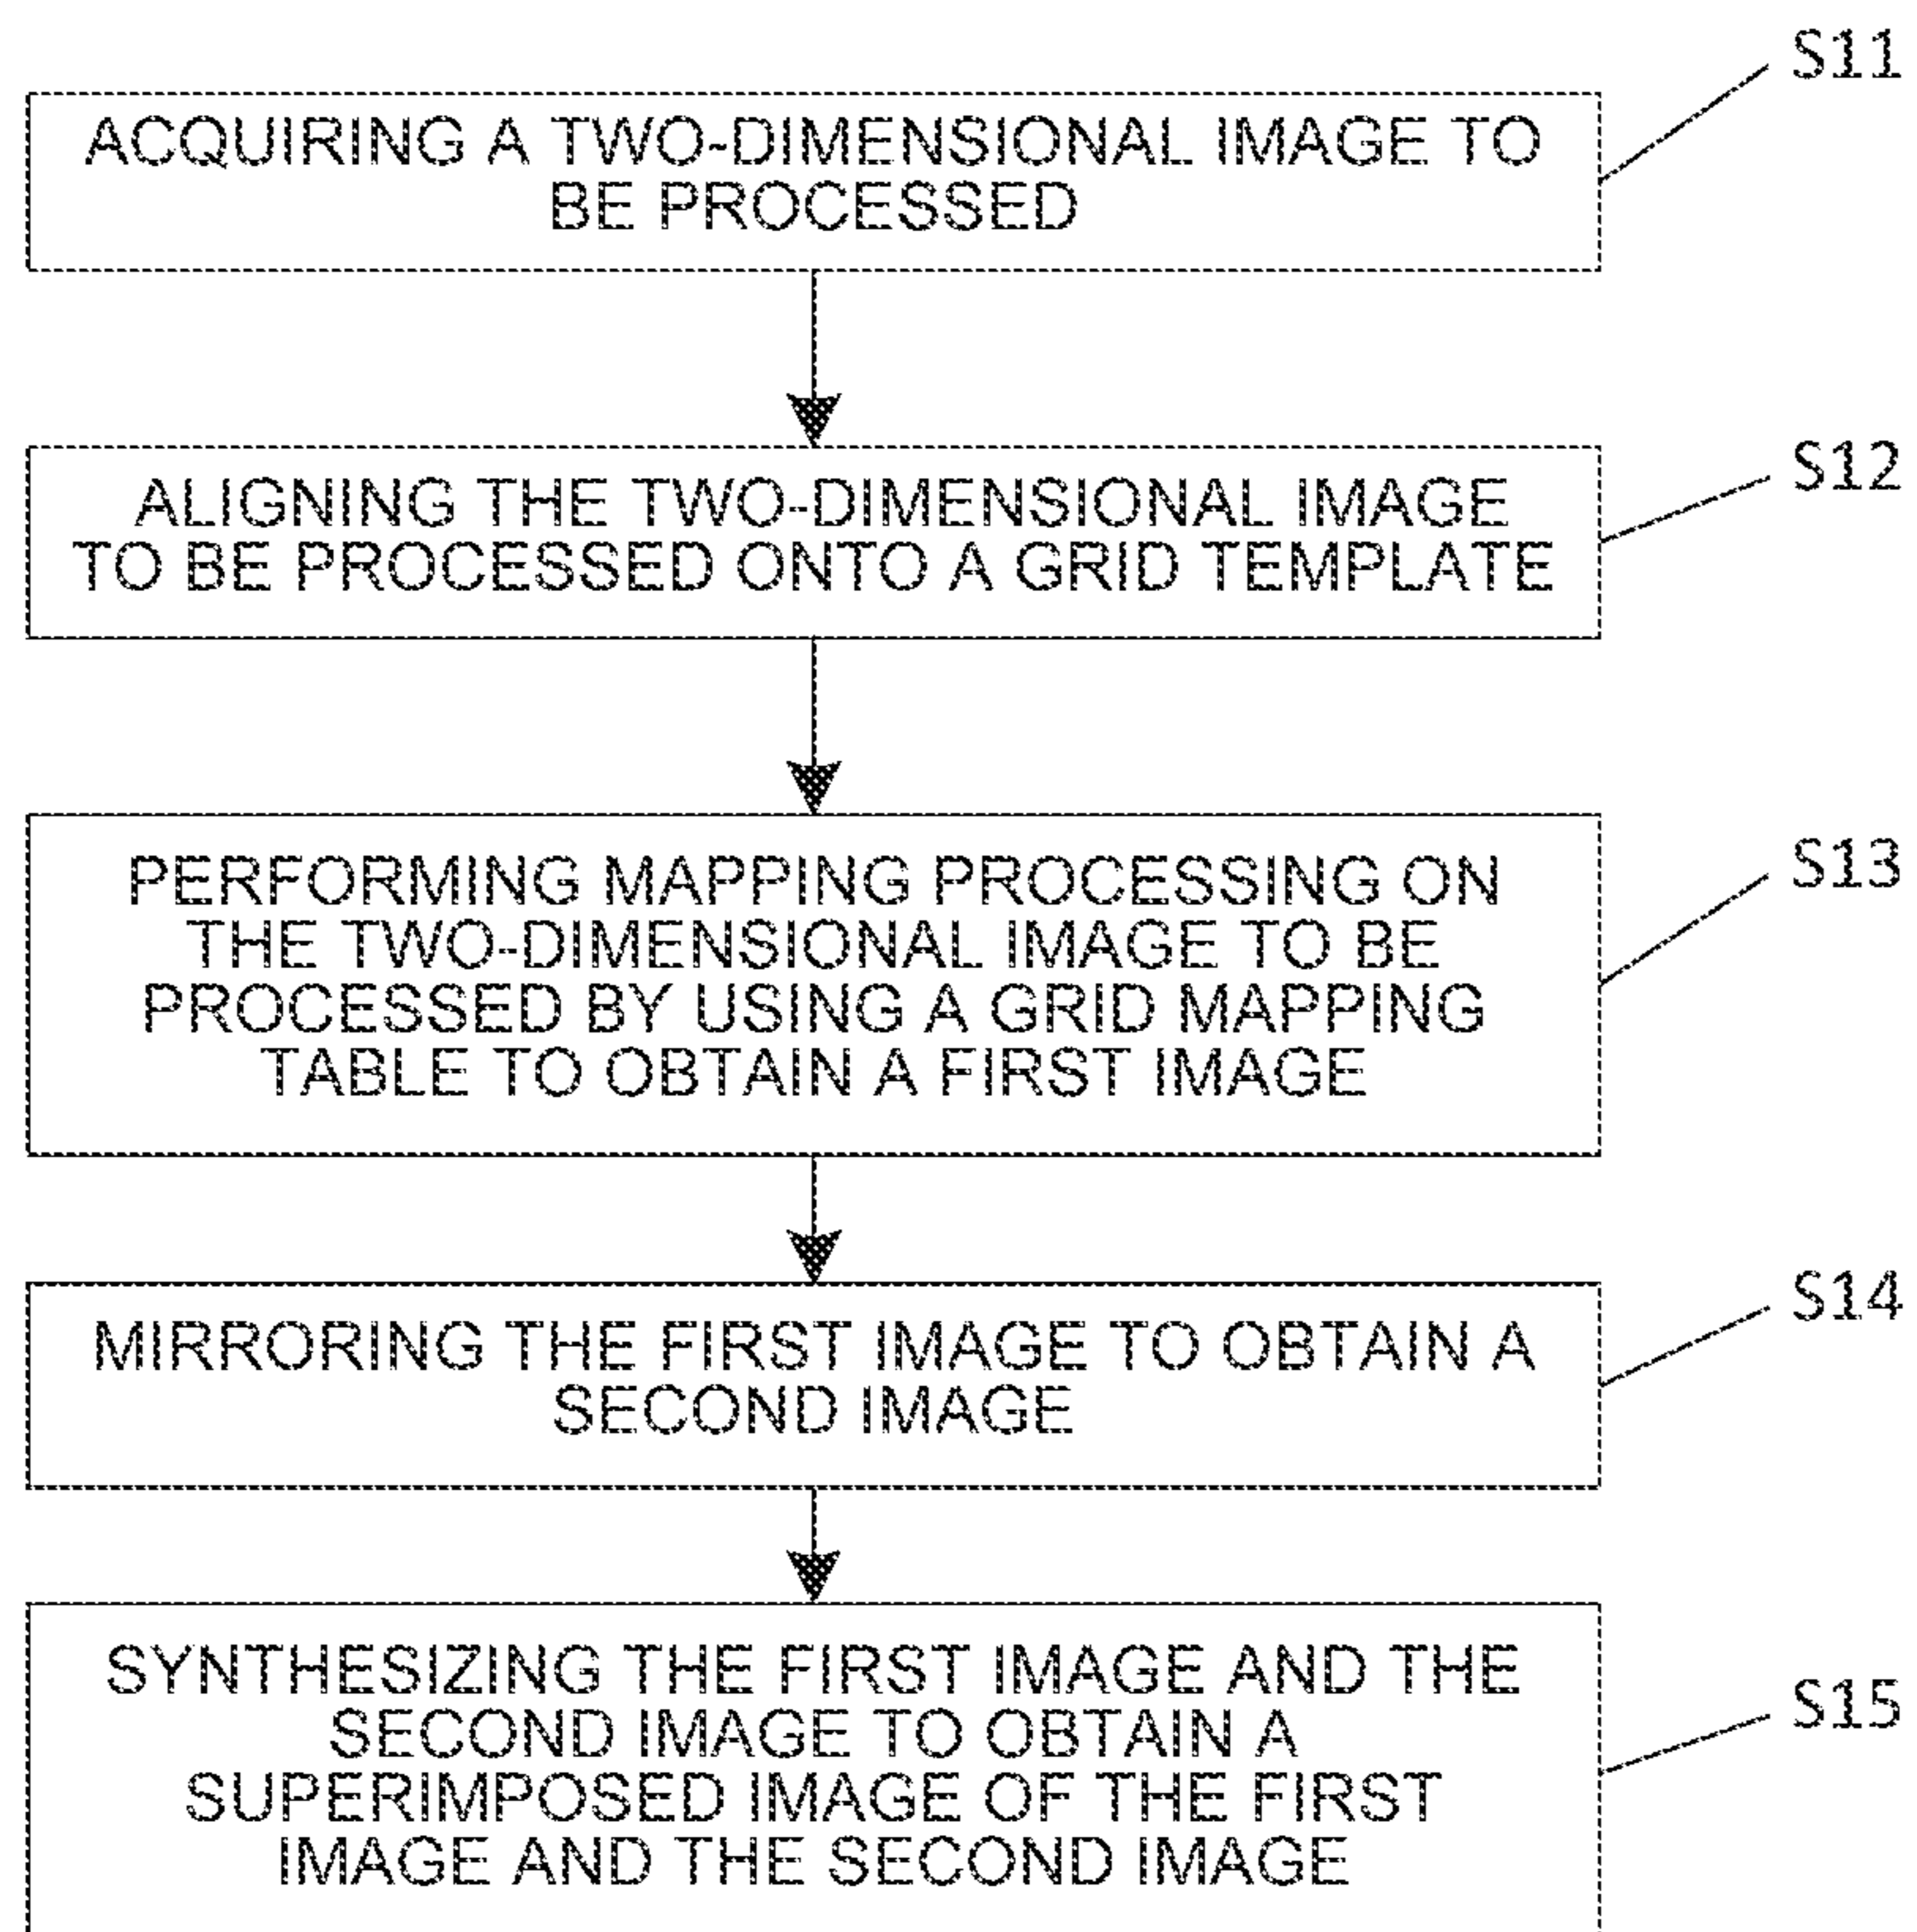 S11
ACQUIRING A TWO-DIMENSIONAL IMAGE TO
BE PROCESSED
S12
ALIGNING THE TWO-DIMENSIONAL IMAGE
TO BE PROCESSED ONTO A GRID TEMPLATE
S13
PERFORMING MAPPING PROCESSING ON
THE TWO-DIMENSIONAL IMAGE TO BE
PROCESSED BY USING A GRID MAPPING
TABLE TO OBTAIN A FIRST IMAGE
S14
MIRRORING THE FIRST IMAGE TO OBTAIN A
SECOND IMAGE
S15
SYNTHESIZING THE FIRST IMAGE AND THE
SECOND IMAGE TO OBTAIN A
SUPERIMPOSED IMAGE OF THE FIRST
IMAGE AND THE SECOND IMAGE